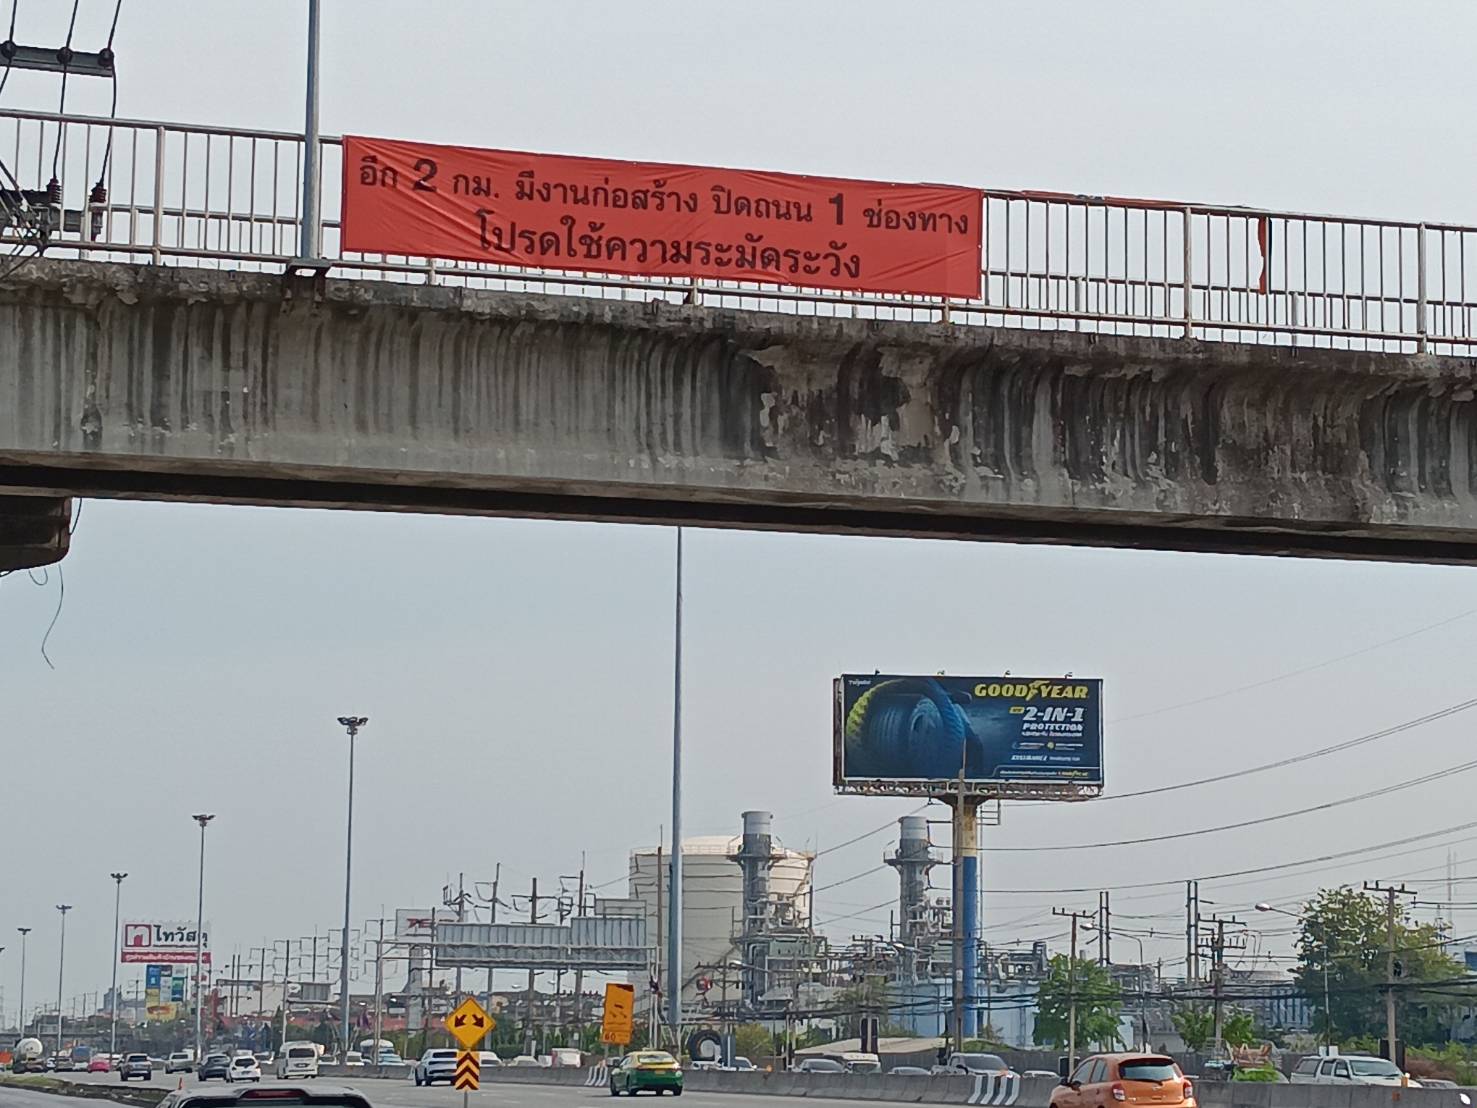 อีก 2 กม. มีงานก่อสร้าง ปิดถนน 1 ช่องทาง
โปรดใช้ความระมัดระวัง
GOODYEAR
2-IN-1
PROTECTION
ไทวัสดุ